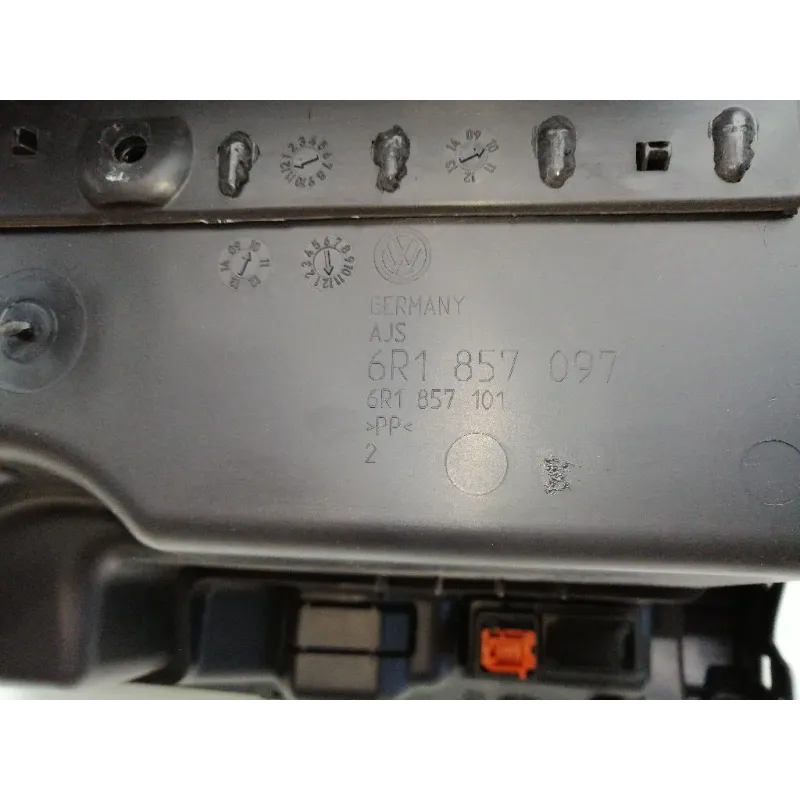 GERMANY
AJS
6R1 857 097
6R1 857 101
>PP<
2